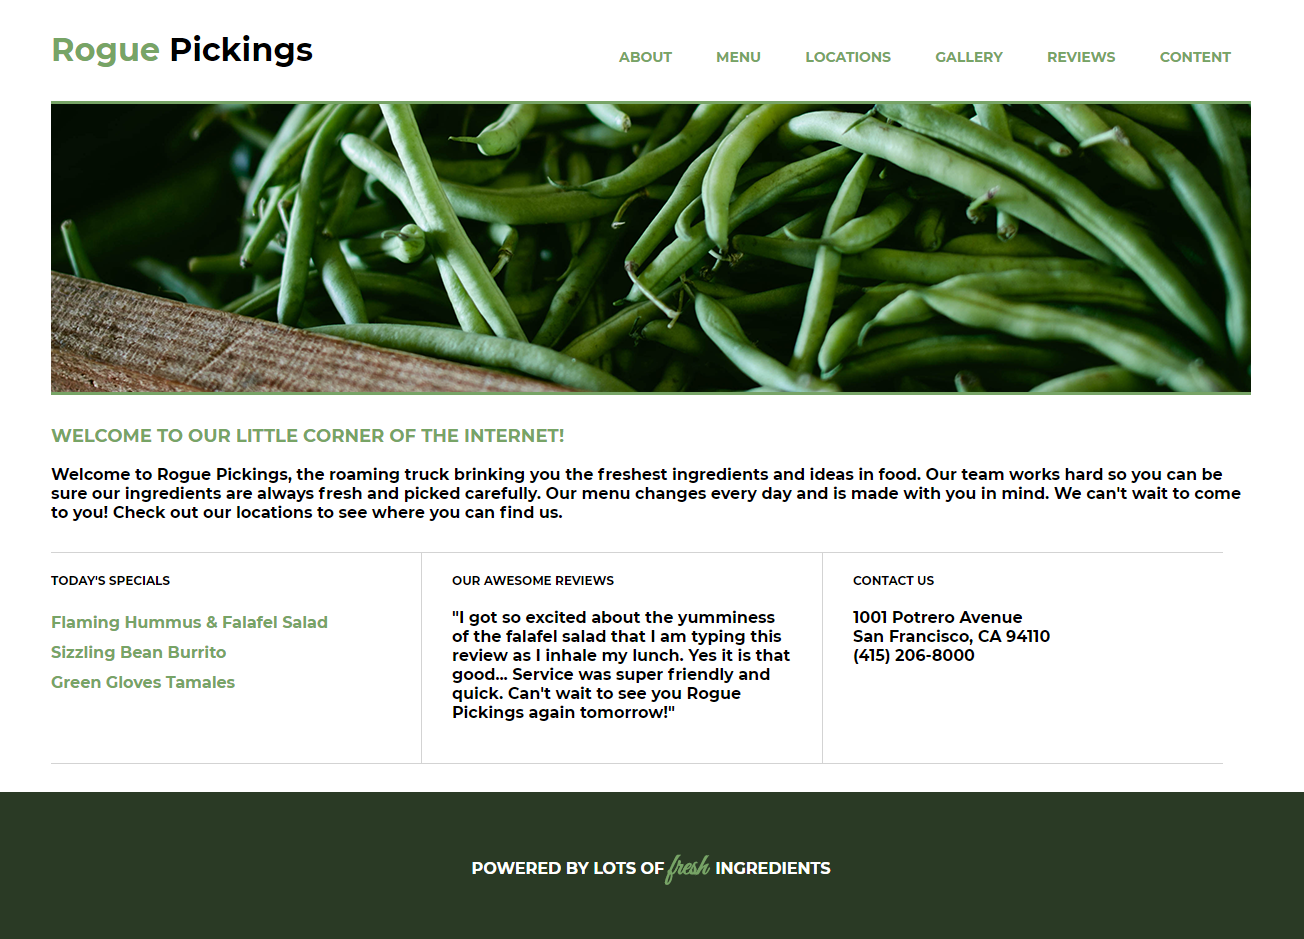 Rogue Pickings
ABOUT MENU LOCATIONS GALLERY REVIEWS CONTENT
WELCOME TO OUR LITTLE CORNER OF THE INTERNET!
Welcome to Rogue Pickings, the roaming truck brinking you the freshest ingredients and ideas in food. Our team works hard so you can be
sure our ingredients are always fresh and picked carefully. Our menu changes every day and is made with you in mind. We can't wait to come
to you! Check out our locations to see where you can find us.
TODAY'S SPECIALS
Flaming Hummus & Falafel Salad
Sizzling Bean Burrito
Green Gloves Tamales
OUR AWESOME REVIEWS
"I got so excited about the yumminess
of the falafel salad that I am typing this
review as I inhale my lunch. Yes it is that
good... Service was super friendly and
quick. Can't wait to see you Rogue
Pickings again tomorrow!"
CONTACT US
1001 Potrero Avenue
San Francisco, CA 94110
(415) 206-8000
POWERED BY LOTS OF fresh INGREDIENTS